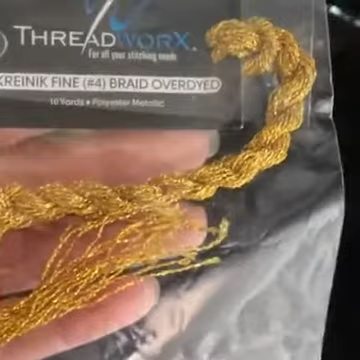 THREADWORX
For all your stitching needs
KREINIK FINE (#4) BRAID OVERDYED
10 Yards • Polyester Metallic